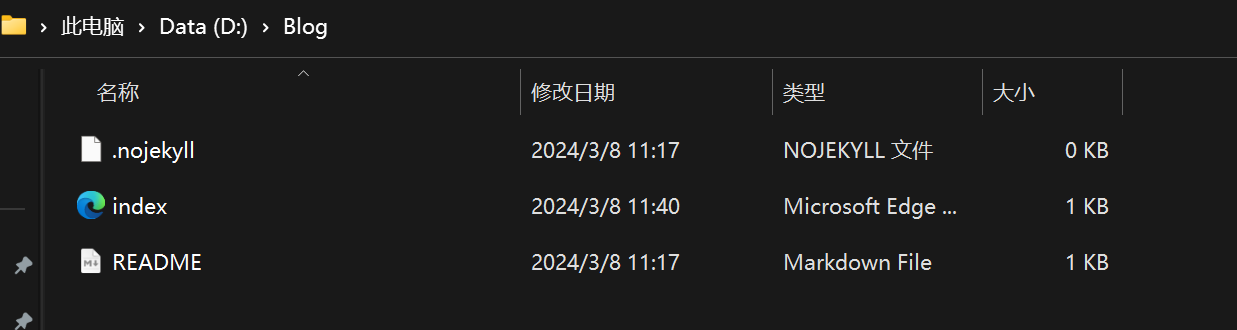 此电脑 › Data (D:) › Blog
名称 修改日期 类型 大小
.nojekyll 2024/3/8 11:17 NOJEKYLL 文件 0 KB
index 2024/3/8 11:40 Microsoft Edge ... 1 KB
README 2024/3/8 11:17 Markdown File 1 KB